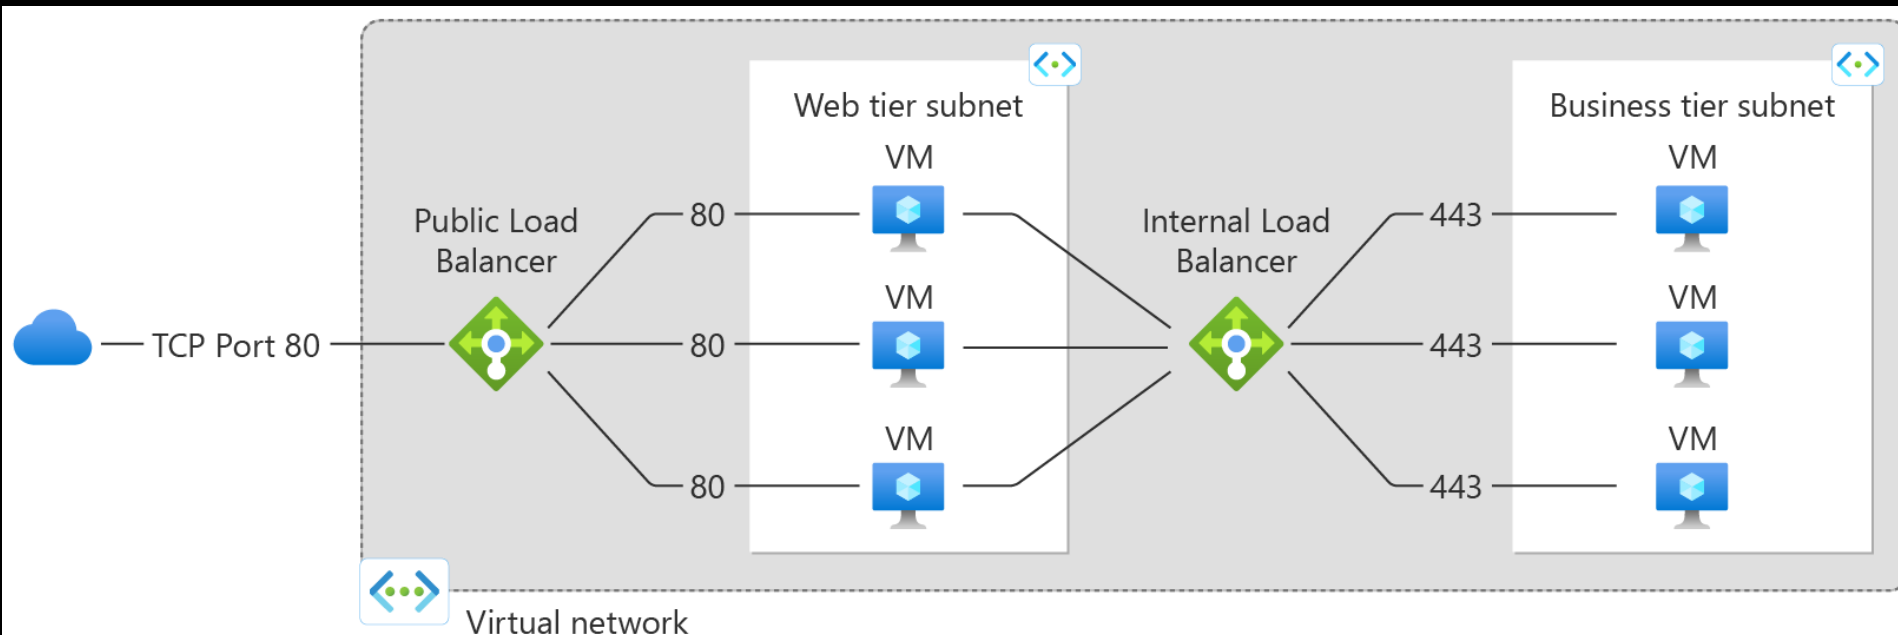 TCP Port 80
Public Load
Balancer
80
80
80
Web tier subnet
VM
VM
VM
Internal Load
Balancer
443
443
443
Business tier subnet
VM
VM
VM
Virtual network